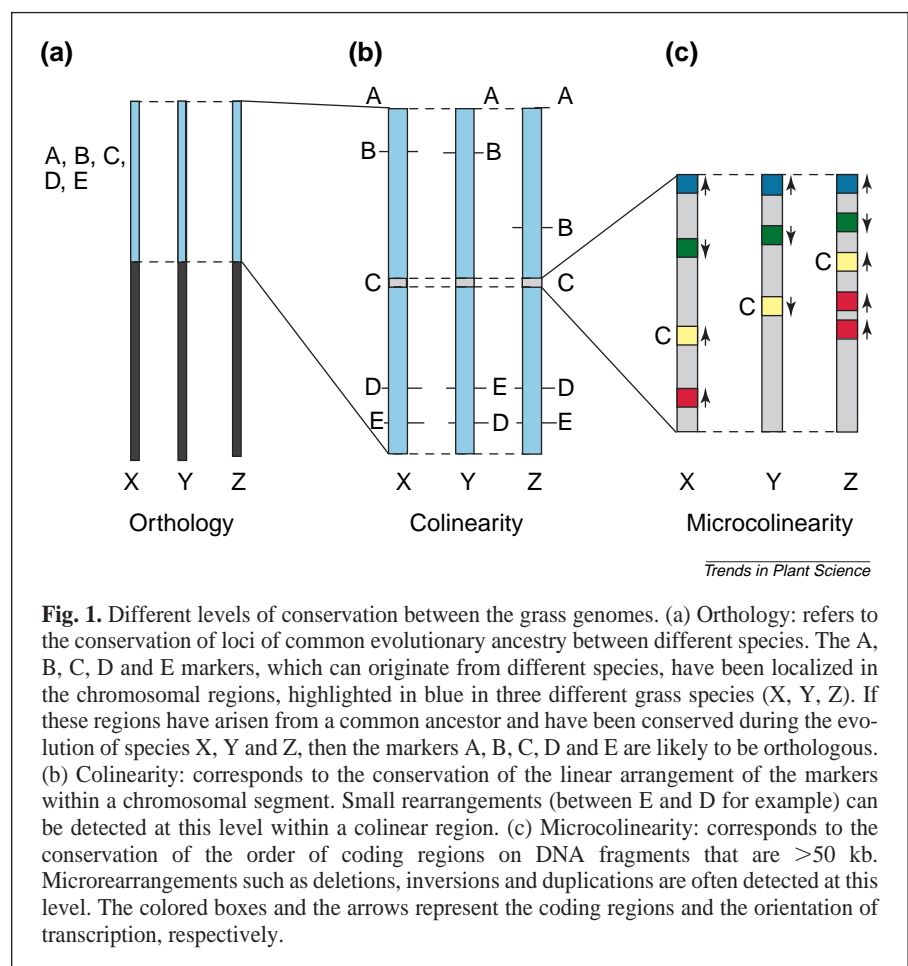 (a)
(b)
(c)
A, B, C,
D, E
X Y Z
Orthology
A A A
B B
B
C C
D E D
E D E
X Y Z
Colinearity
C
C
C
X Y Z
Microcolinearity
Trends in Plant Science
Fig. 1. Different levels of conservation between the grass genomes. (a) Orthology: refers to
the conservation of loci of common evolutionary ancestry between different species. The A,
B, C, D and E markers, which can originate from different species, have been localized in
the chromosomal regions, highlighted in blue in three different grass species (X, Y, Z). If
these regions have arisen from a common ancestor and have been conserved during the evo-
lution of species X, Y and Z, then the markers A, B, C, D and E are likely to be orthologous.
(b) Colinearity: corresponds to the conservation of the linear arrangement of the markers
within a chromosomal segment. Small rearrangements (between E and D for example) can
be detected at this level within a colinear region. (c) Microcolinearity: corresponds to the
conservation of the order of coding regions on DNA fragments that are >50 kb.
Microrearrangements such as deletions, inversions and duplications are often detected at this
level. The colored boxes and the arrows represent the coding regions and the orientation of
transcription, respectively.